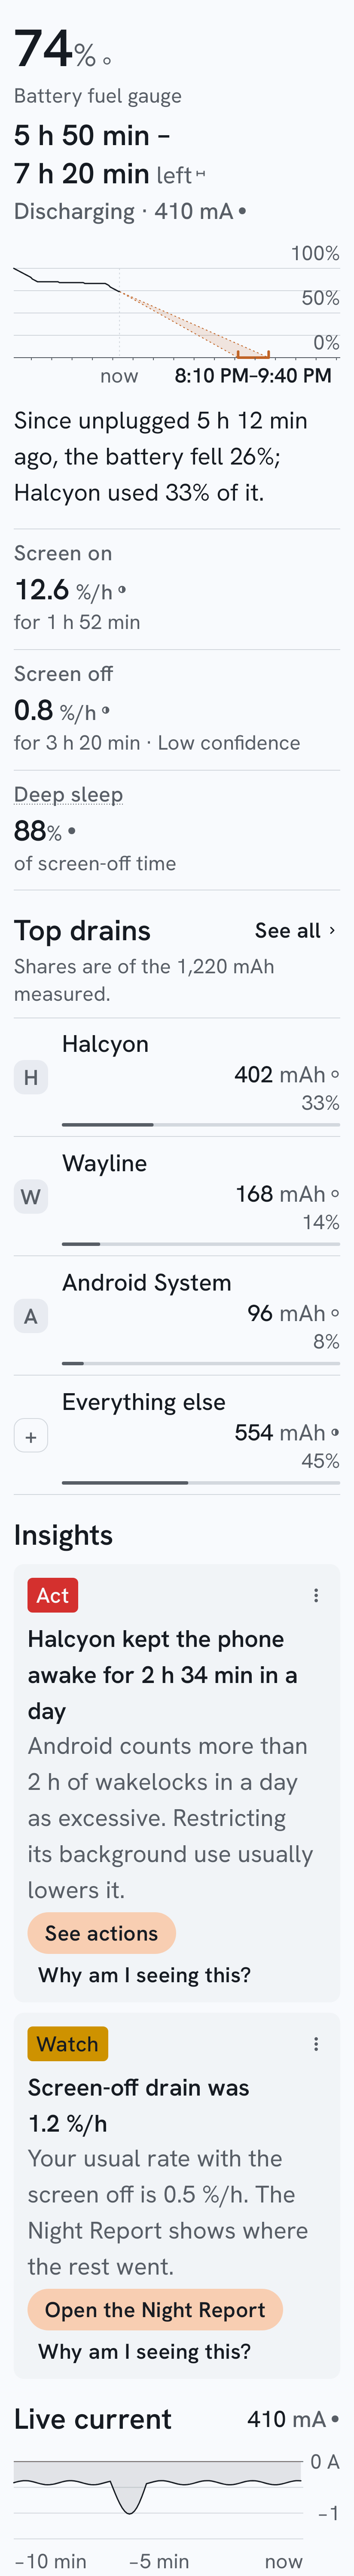 74%
Battery fuel gauge
5 h 50 min –
7 h 20 min left
Discharging · 410 mA
100%
50%
0%
now 8:10 PM–9:40 PM
Since unplugged 5 h 12 min
ago, the battery fell 26%;
Halcyon used 33% of it.
Screen on
12.6 %/h
for 1 h 52 min
Screen off
0.8 %/h
for 3 h 20 min · Low confidence
Deep sleep
88%
of screen-off time
Top drains See all ›
Shares are of the 1,220 mAh
measured.
Halcyon
H 402 mAh
33%
Wayline
W 168 mAh
14%
Android System
A 96 mAh
8%
Everything else
+ 554 mAh
45%
Insights
Act
Halcyon kept the phone
awake for 2 h 34 min in a
day
Android counts more than
2 h of wakelocks in a day
as excessive. Restricting
its background use usually
lowers it.
See actions
Why am I seeing this?
Watch
Screen-off drain was
1.2 %/h
Your usual rate with the
screen off is 0.5 %/h. The
Night Report shows where
the rest went.
Open the Night Report
Why am I seeing this?
Live current 410 mA
0 A
−1
−10 min −5 min now